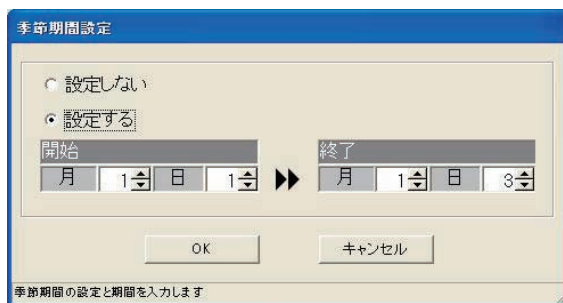 季節期間設定
設定しない
設定する
開始 終了
月 1 日 1 月 1 日 3
OK キャンセル
季節期間の設定と期間を入力します